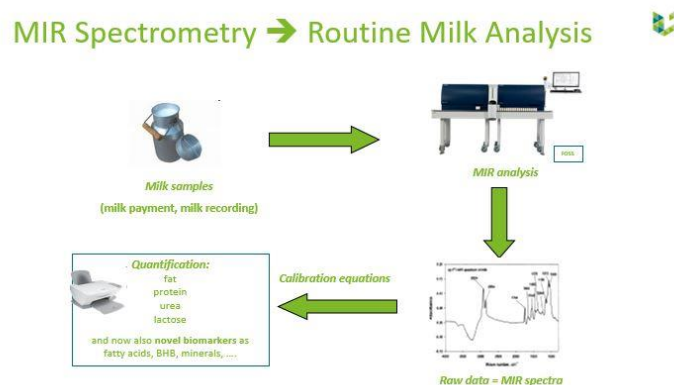 MIR Spectrometry → Routine Milk Analysis
Milk samples
(milk payment, milk recording)
FOSS
MIR analysis
Quantification:
fat
protein
urea
lactose
and now also novel biomarkers as
fatty acids, BHB, minerals, ....
Calibration equations
Raw data = MIR spectra